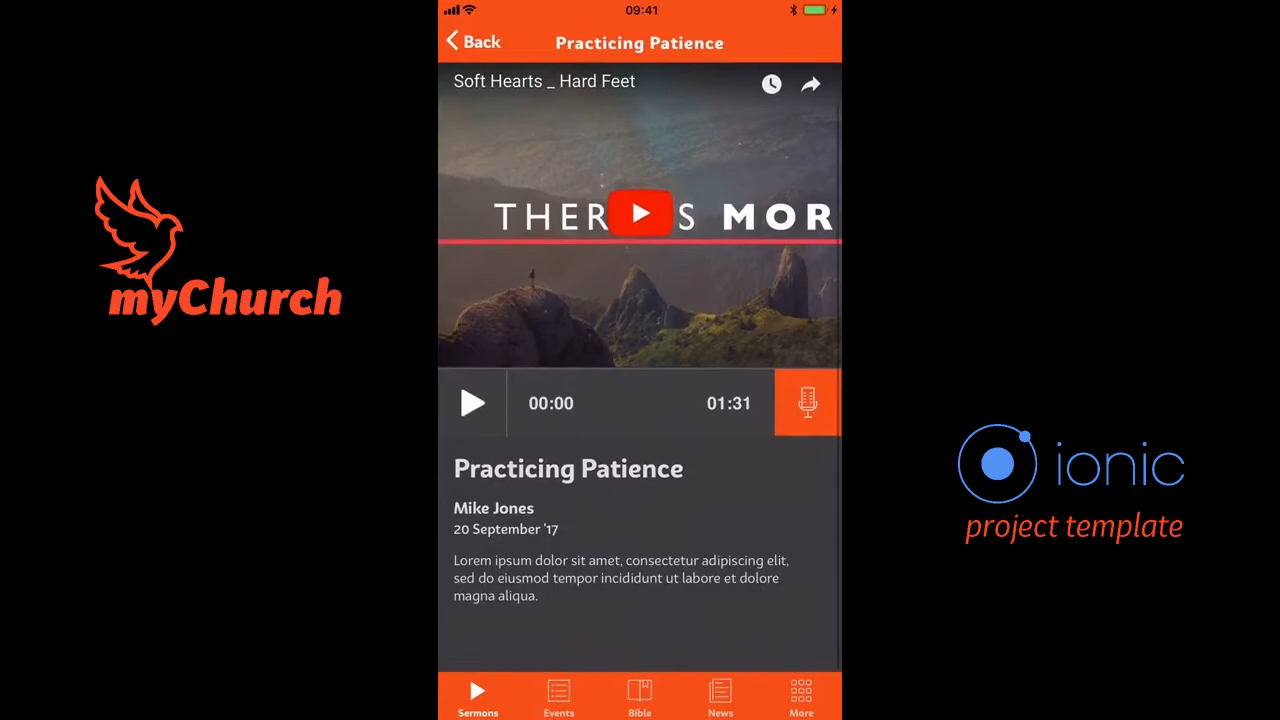 09:41
Back
Practicing Patience
Soft Hearts _ Hard Feet
THER S MOR
00:00
01:31
Practicing Patience
Mike Jones
20 September '17
Lorem ipsum dolor sit amet, consectetur adipiscing elit,
sed do eiusmod tempor incididunt ut labore et dolore
magna aliqua.
Sermons
Events
Bible
News
More
myChurch
ionic
project template